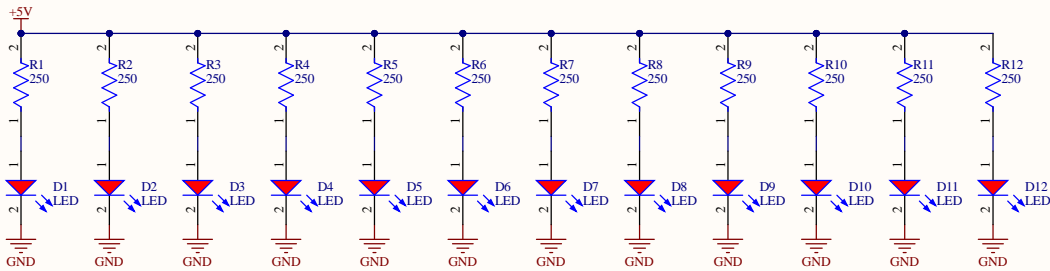 +5V
2 2 2 2 2 2 2 2 2 2 2 2
R1 R2 R3 R4 R5 R6 R7 R8 R9 R10 R11 R12
250 250 250 250 250 250 250 250 250 250 250 250
1 1 1 1 1 1 1 1 1 1 1 1
1 1 1 1 1 1 1 1 1 1 1 1
D1 D2 D3 D4 D5 D6 D7 D8 D9 D10 D11 D12
LED LED LED LED LED LED LED LED LED LED LED LED
2 2 2 2 2 2 2 2 2 2 2 2
GND GND GND GND GND GND GND GND GND GND GND GND